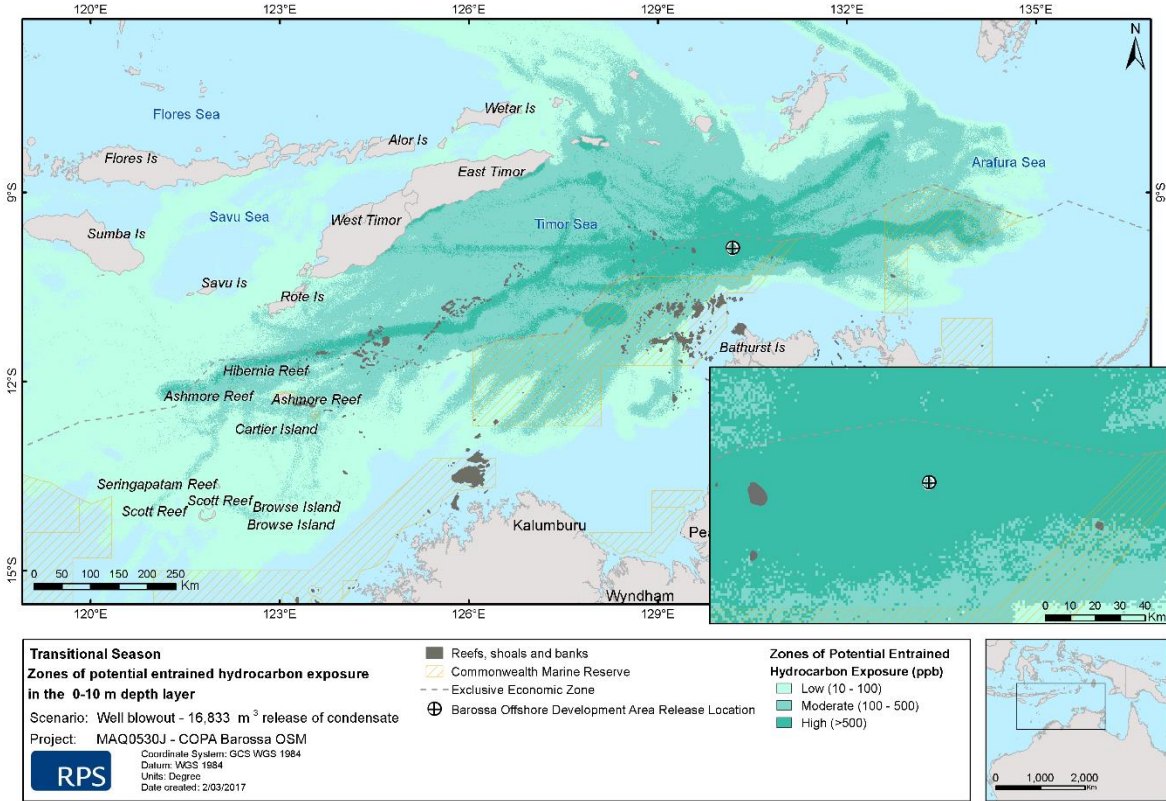 120°E 123°E 126°E 129°E 132°E 135°E
N
Flores Sea
Wetar Is
Alor Is
Flores Is
East Timor
Arafura Sea
9°S 9°S
Savu Sea
West Timor
Timor Sea
Sumba Is
Savu Is
Rote Is
Bathurst Is
Hibernia Reef
12°S
Ashmore Reef Ashmore Reef
Cartier Island
Seringapatam Reef
Scott Reef
Scott Reef
Browse Island
Browse Island
Kalumburu
Pea
15°S
0 50 100 150 200 250
Km
Wyndham
0 10 20 30 40
Km
120°E 123°E 126°E 129°E
Transitional Season
Zones of potential entrained hydrocarbon exposure
in the 0-10 m depth layer
Scenario: Well blowout - 16,833 m³ release of condensate
Project: MAQ0530J - COPA Barossa OSM
RPS
Coordinate System: GCS WGS 1984
Datum: WGS 1984
Units: Degree
Date created: 2/03/2017
Reefs, shoals and banks
Commonwealth Marine Reserve
Exclusive Economic Zone
Barossa Offshore Development Area Release Location
Zones of Potential Entrained
Hydrocarbon Exposure (ppb)
Low (10 - 100)
Moderate (100 - 500)
High (>500)
0 1,000 2,000
Km